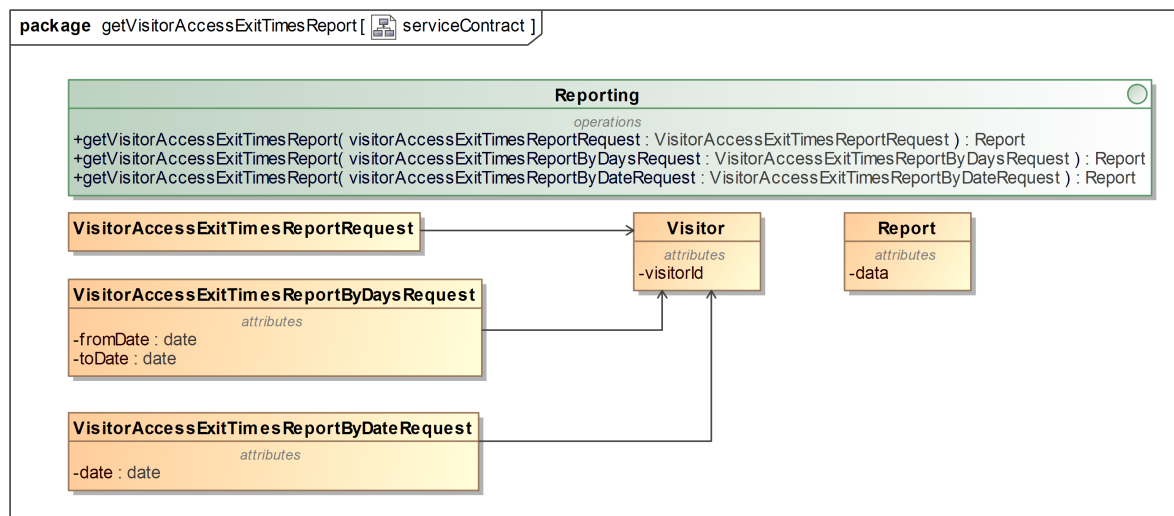 package getVisitorAccessExitTimesReport [ serviceContract ]
Reporting
operations
+getVisitorAccessExitTimesReport( visitorAccessExitTimesReportRequest : VisitorAccessExitTimesReportRequest ) : Report
+getVisitorAccessExitTimesReport( visitorAccessExitTimesReportByDaysRequest : VisitorAccessExitTimesReportByDaysRequest ) : Report
+getVisitorAccessExitTimesReport( visitorAccessExitTimesReportByDateRequest : VisitorAccessExitTimesReportByDateRequest ) : Report
VisitorAccessExitTimesReportRequest
Visitor
attributes
-visitorId
Report
attributes
-data
VisitorAccessExitTimesReportByDaysRequest
attributes
-fromDate : date
-toDate : date
VisitorAccessExitTimesReportByDateRequest
attributes
-date : date